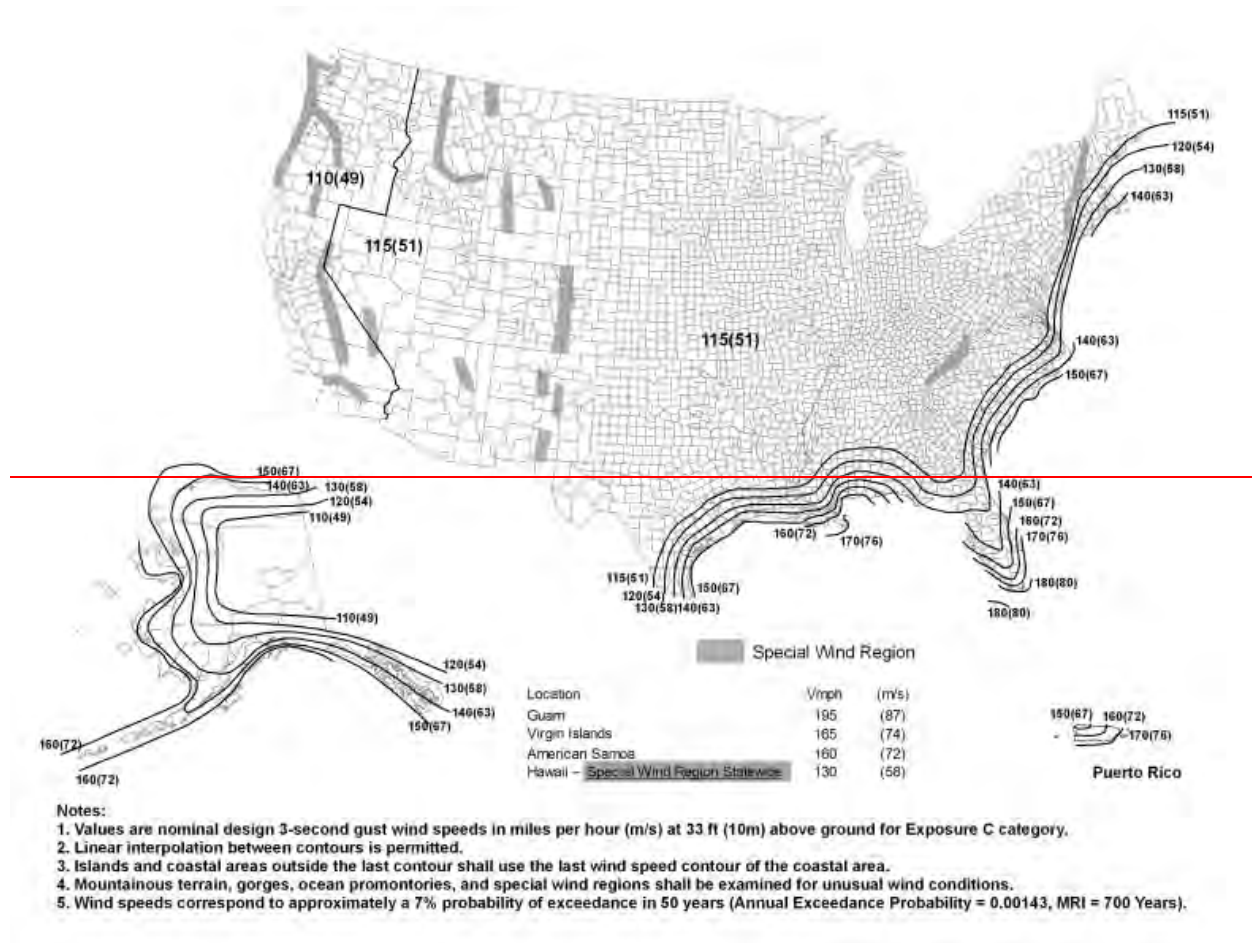 115(51)
120(54)
130(58)
140(63)
110(49)
115(51)
115(51)
140(63)
150(67)
150(67)
140(63) 130(58)
120(54)
110(49)
140(63)
150(67)
160(72)
170(76)
160(72)
170(76)
115(51)
120(54)
130(58)140(63)
150(67)
180(80)
180(80)
110(49)
120(54)
130(58)
140(63)
150(67)
160(72)
160(72)
Special Wind Region
Location Vmph (m/s)
Guam 195 (87)
Virgin Islands 165 (74)
American Samoa 160 (72)
Hawaii – Special Wind Region Statewide 130 (58)
150(67) 160(72)
170(76)
Puerto Rico
Notes:
1. Values are nominal design 3-second gust wind speeds in miles per hour (m/s) at 33 ft (10m) above ground for Exposure C category.
2. Linear interpolation between contours is permitted.
3. Islands and coastal areas outside the last contour shall use the last wind speed contour of the coastal area.
4. Mountainous terrain, gorges, ocean promontories, and special wind regions shall be examined for unusual wind conditions.
5. Wind speeds correspond to approximately a 7% probability of exceedance in 50 years (Annual Exceedance Probability = 0.00143, MRI = 700 Years).